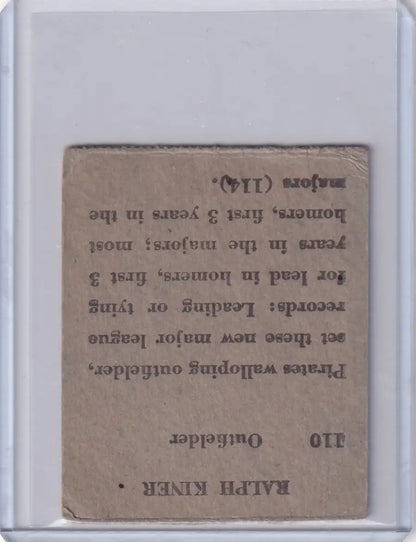 RALPH KINER
110 Outfielder
Pirates walloping outfielder,
set these new major league
records: Leading or tying
for lead in homers, first 3
years in the majors; most
homers, first 3 years in the
majors (114).